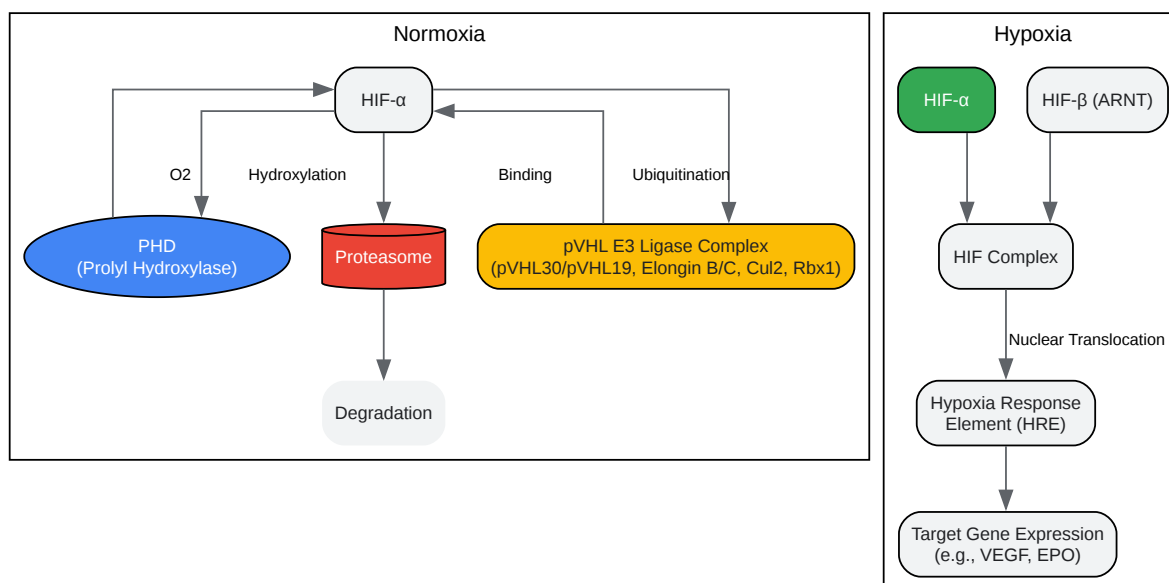 Normoxia
HIF-α
O2
Hydroxylation
Binding
Ubiquitination
PHD
(Prolyl Hydroxylase)
Proteasome
pVHL E3 Ligase Complex
(pVHL30/pVHL19, Elongin B/C, Cul2, Rbx1)
Degradation
Hypoxia
HIF-α
HIF-β (ARNT)
HIF Complex
Nuclear Translocation
Hypoxia Response
Element (HRE)
Target Gene Expression
(e.g., VEGF, EPO)